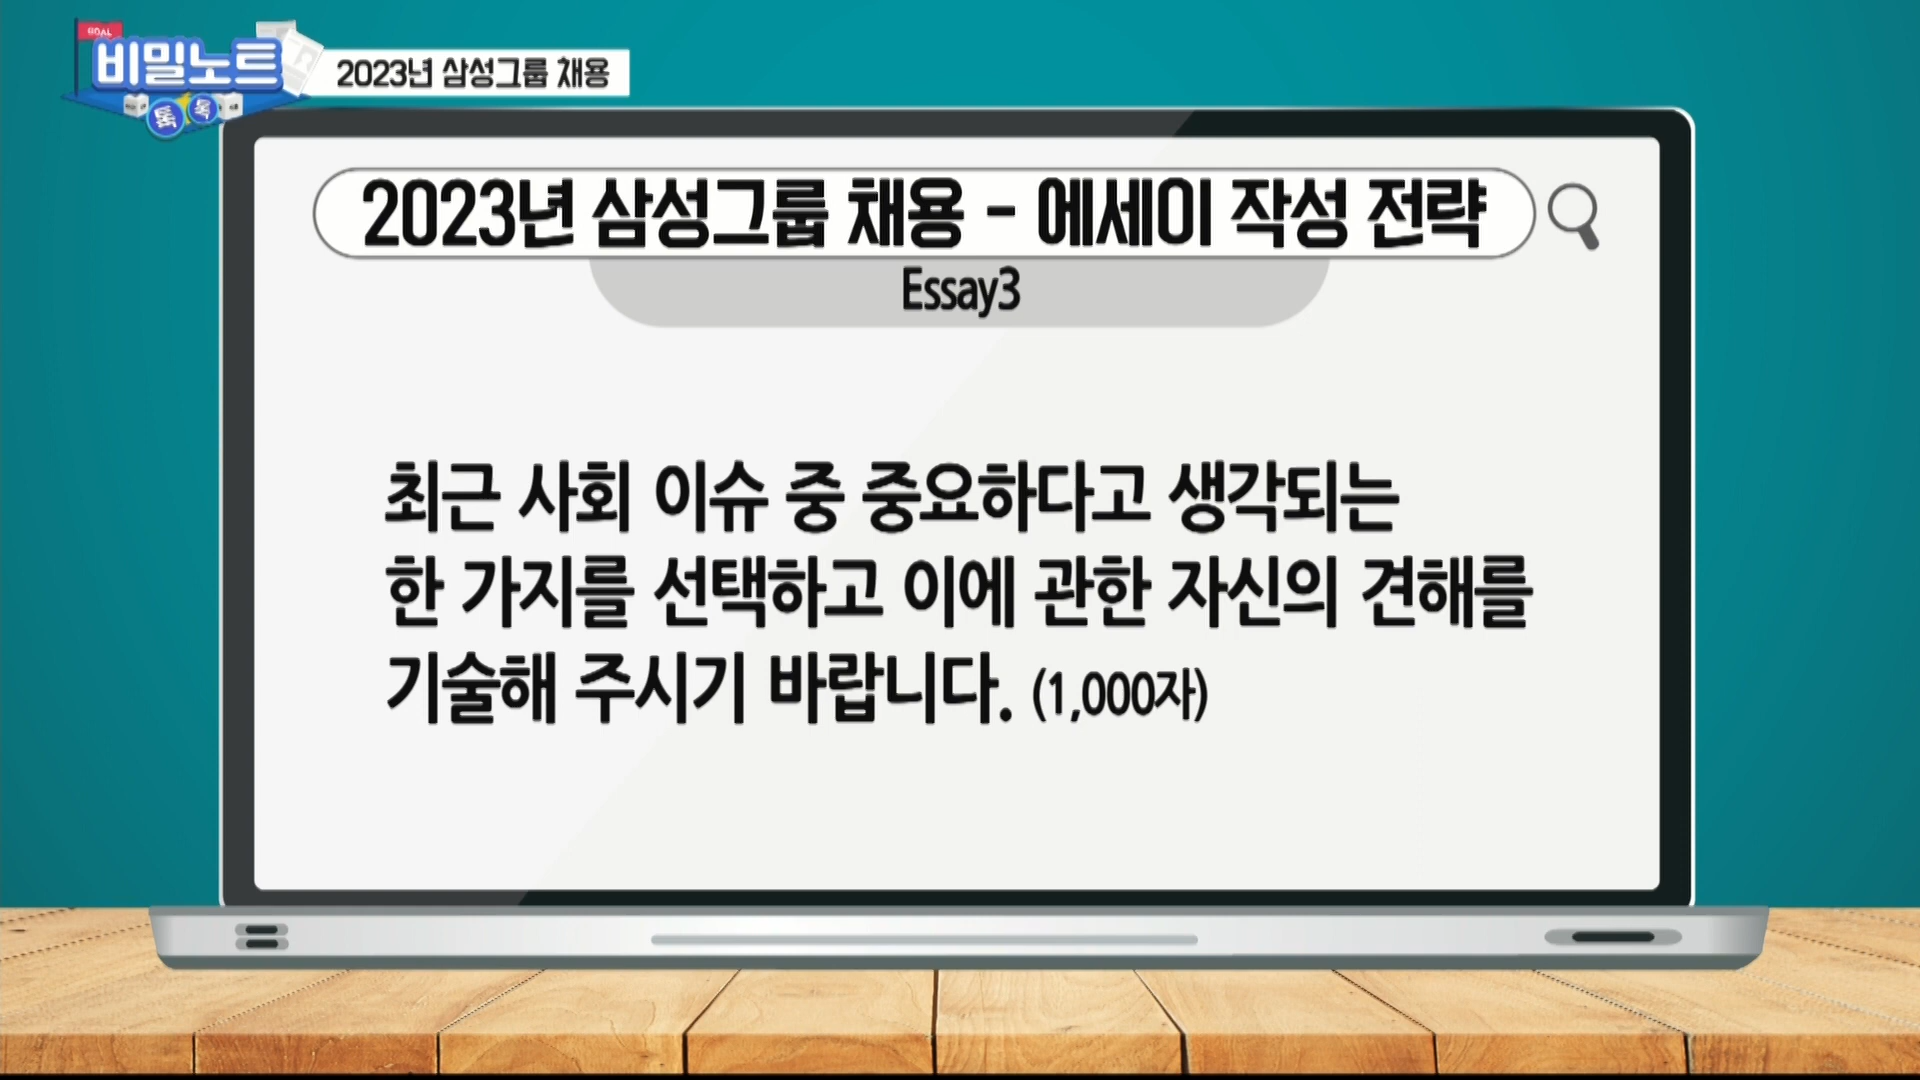 GOAL
비밀노트
톡톡
2023년 삼성그룹 채용
2023년 삼성그룹 채용 - 에세이 작성 전략
Essay3
최근 사회 이슈 중 중요하다고 생각되는
한 가지를 선택하고 이에 관한 자신의 견해를
기술해 주시기 바랍니다. (1,000자)